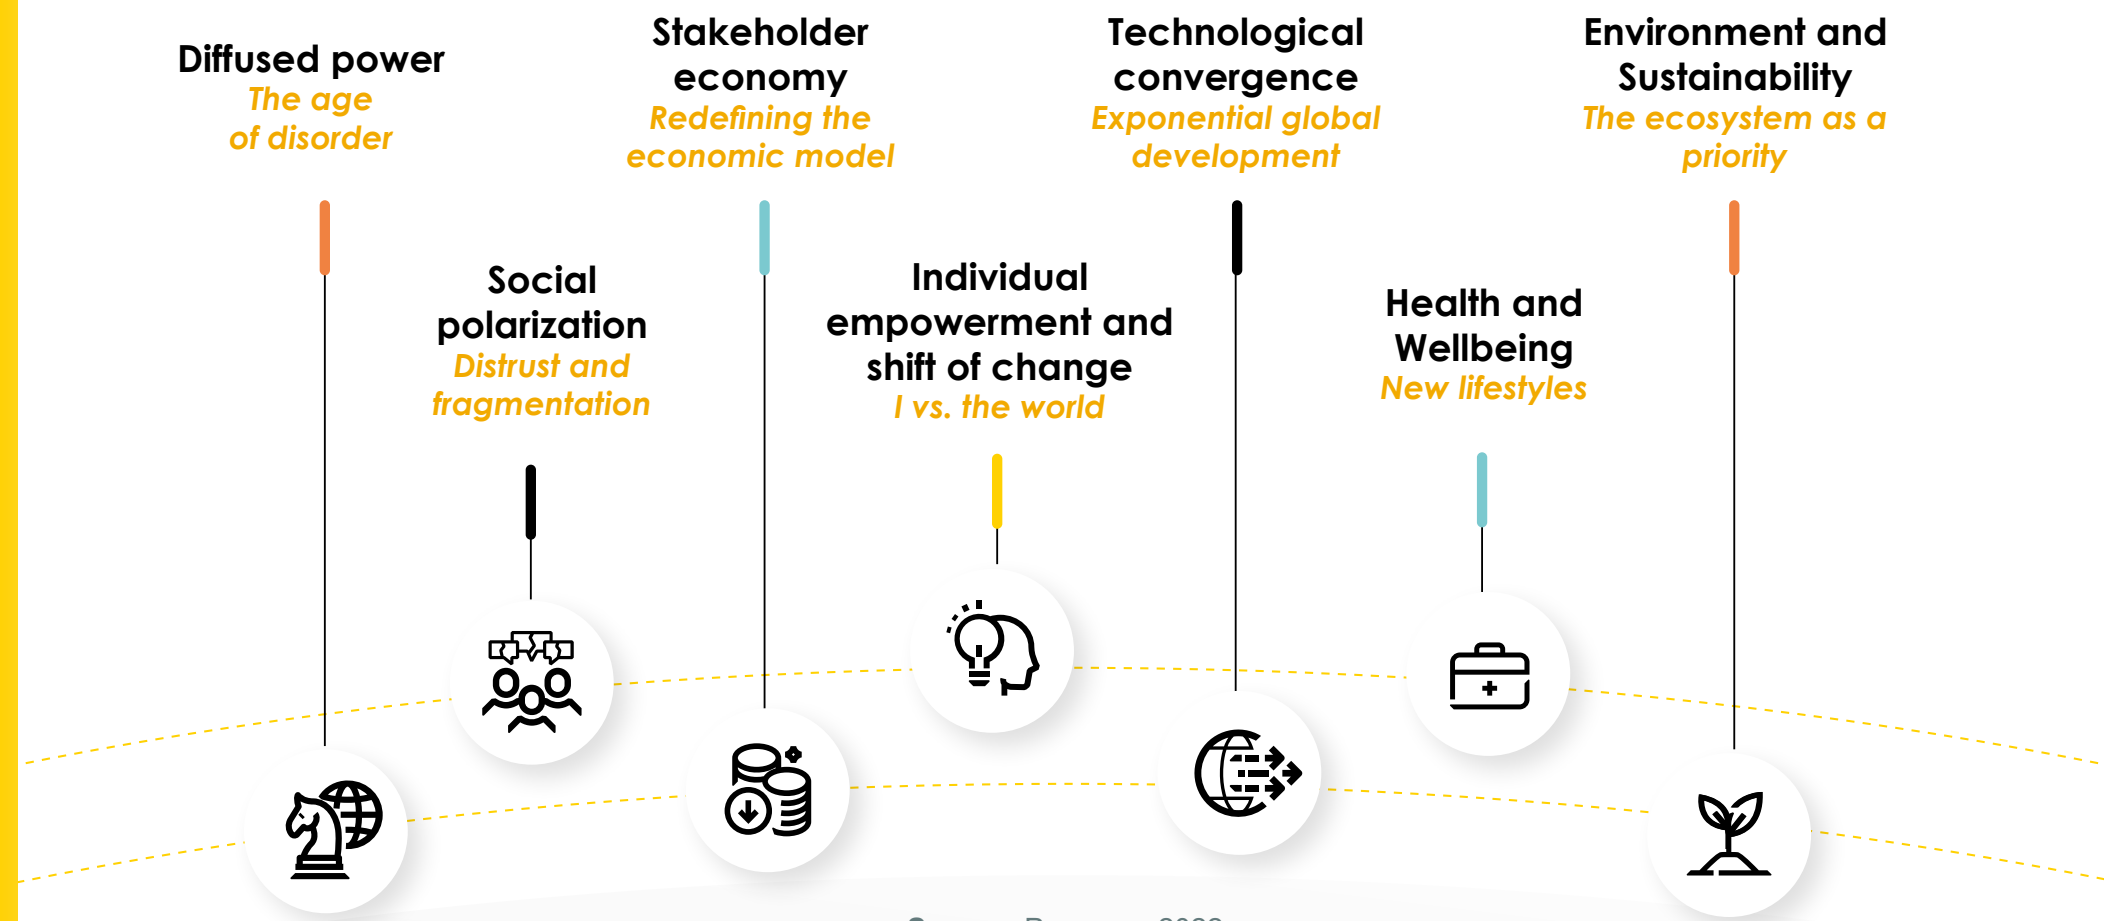 Diffused power
The age
of disorder
Social
polarization
Distrust and
fragmentation
Stakeholder
economy
Redefining the
economic model
Individual
empowerment and
shift of change
I vs. the world
Technological
convergence
Exponential global
development
Health and
Wellbeing
New lifestyles
Environment and
Sustainability
The ecosystem as a
priority